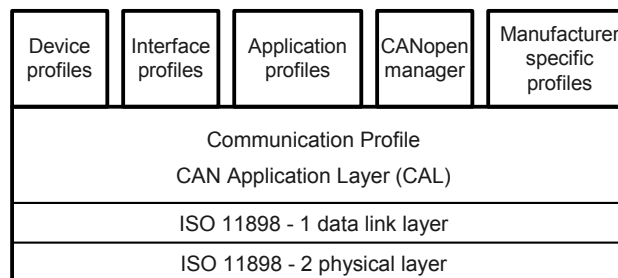 Device
profiles
Interface
profiles
Application
profiles
CANopen
manager
Manufacturer
specific
profiles
Communication Profile
CAN Application Layer (CAL)
ISO 11898 - 1 data link layer
ISO 11898 - 2 physical layer